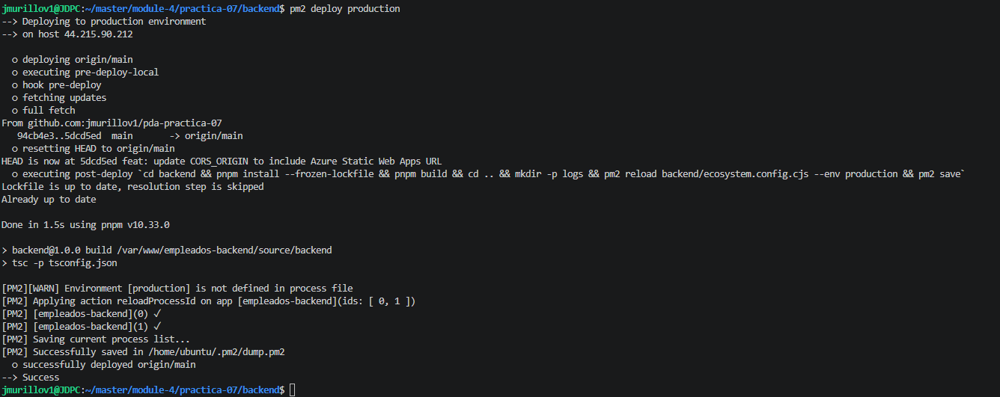 jmurillov1@JDPC:~/master/module-4/practica-07/backend$ pm2 deploy production
--> Deploying to production environment
--> on host 44.215.90.212
o deploying origin/main
o executing pre-deploy-local
o hook pre-deploy
o fetching updates
o full fetch
From github.com:jmurillov1/pda-practica-07
94cb4e3..5dcd5ed  main       -> origin/main
o resetting HEAD to origin/main
HEAD is now at 5dcd5ed feat: update CORS_ORIGIN to include Azure Static Web Apps URL
o executing post-deploy `cd backend && pnpm install --frozen-lockfile && pnpm build && cd .. && mkdir -p logs && pm2 reload backend/ecosystem.config.cjs --env production && pm2 save`
Lockfile is up to date, resolution step is skipped
Already up to date
Done in 1.5s using pnpm v10.33.0
> backend@1.0.0 build /var/www/empleados-backend/source/backend
> tsc -p tsconfig.json
[PM2][WARN] Environment [production] is not defined in process file
[PM2] Applying action reloadProcessId on app [empleados-backend](ids: [ 0, 1 ])
[PM2] [empleados-backend](0) ✓
[PM2] [empleados-backend](1) ✓
[PM2] Saving current process list...
[PM2] Successfully saved in /home/ubuntu/.pm2/dump.pm2
o successfully deployed origin/main
--> Success
jmurillov1@JDPC:~/master/module-4/practica-07/backend$